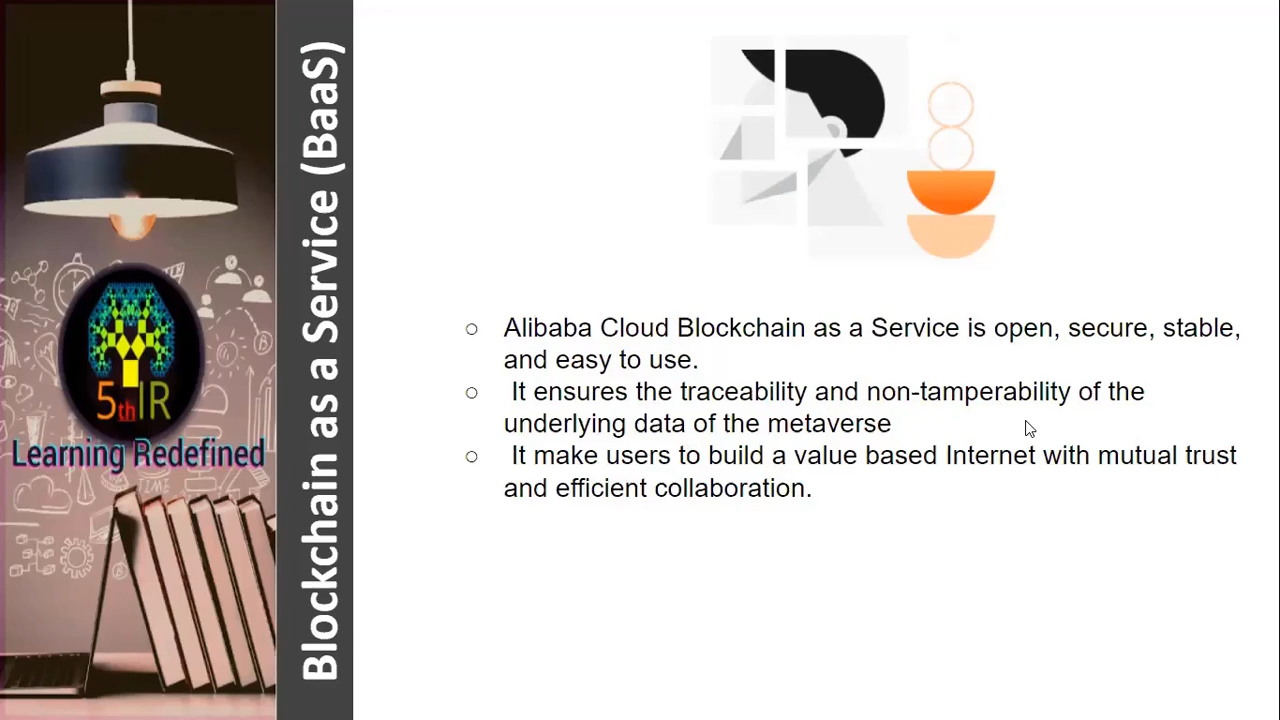 Blockchain as a Service (BaaS)
5thIR
Learning Redefined
TIME
○ Alibaba Cloud Blockchain as a Service is open, secure, stable,
and easy to use.
○ It ensures the traceability and non-tamperability of the
underlying data of the metaverse
○ It make users to build a value based Internet with mutual trust
and efficient collaboration.